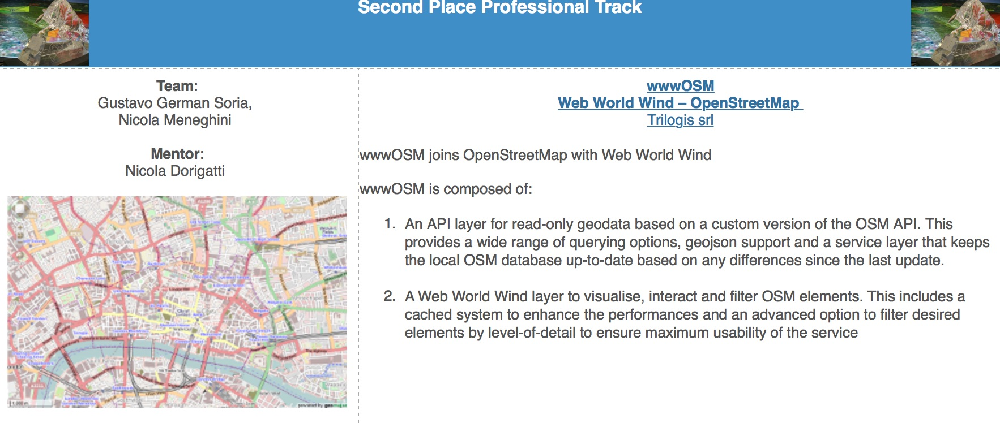 Second Place Professional Track
Team:
Gustavo German Soria,
Nicola Meneghini
Mentor:
Nicola Dorigatti
wwwOSM
Web World Wind – OpenStreetMap
Trilogis srl
wwwOSM joins OpenStreetMap with Web World Wind
wwwOSM is composed of:
1. An API layer for read-only geodata based on a custom version of the OSM API. This
provides a wide range of querying options, geojson support and a service layer that keeps
the local OSM database up-to-date based on any differences since the last update.
2. A Web World Wind layer to visualise, interact and filter OSM elements. This includes a
cached system to enhance the performances and an advanced option to filter desired
elements by level-of-detail to ensure maximum usability of the service